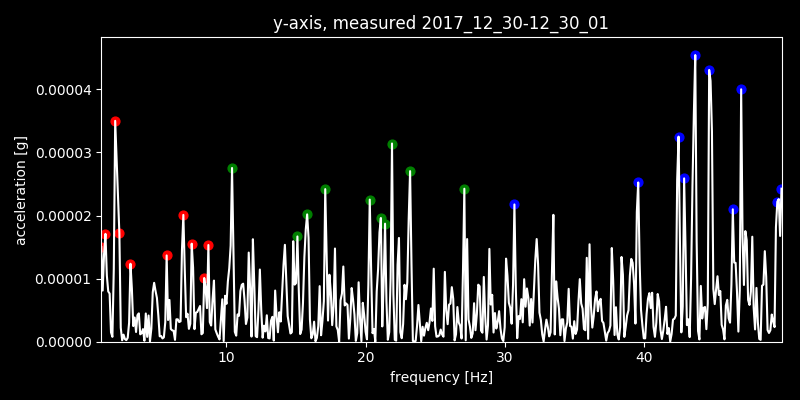 y-axis, measured 2017_12_30-12_30_01
acceleration [g]
0.00004
0.00003
0.00002
0.00001
0.00000
10 20 30 40
frequency [Hz]